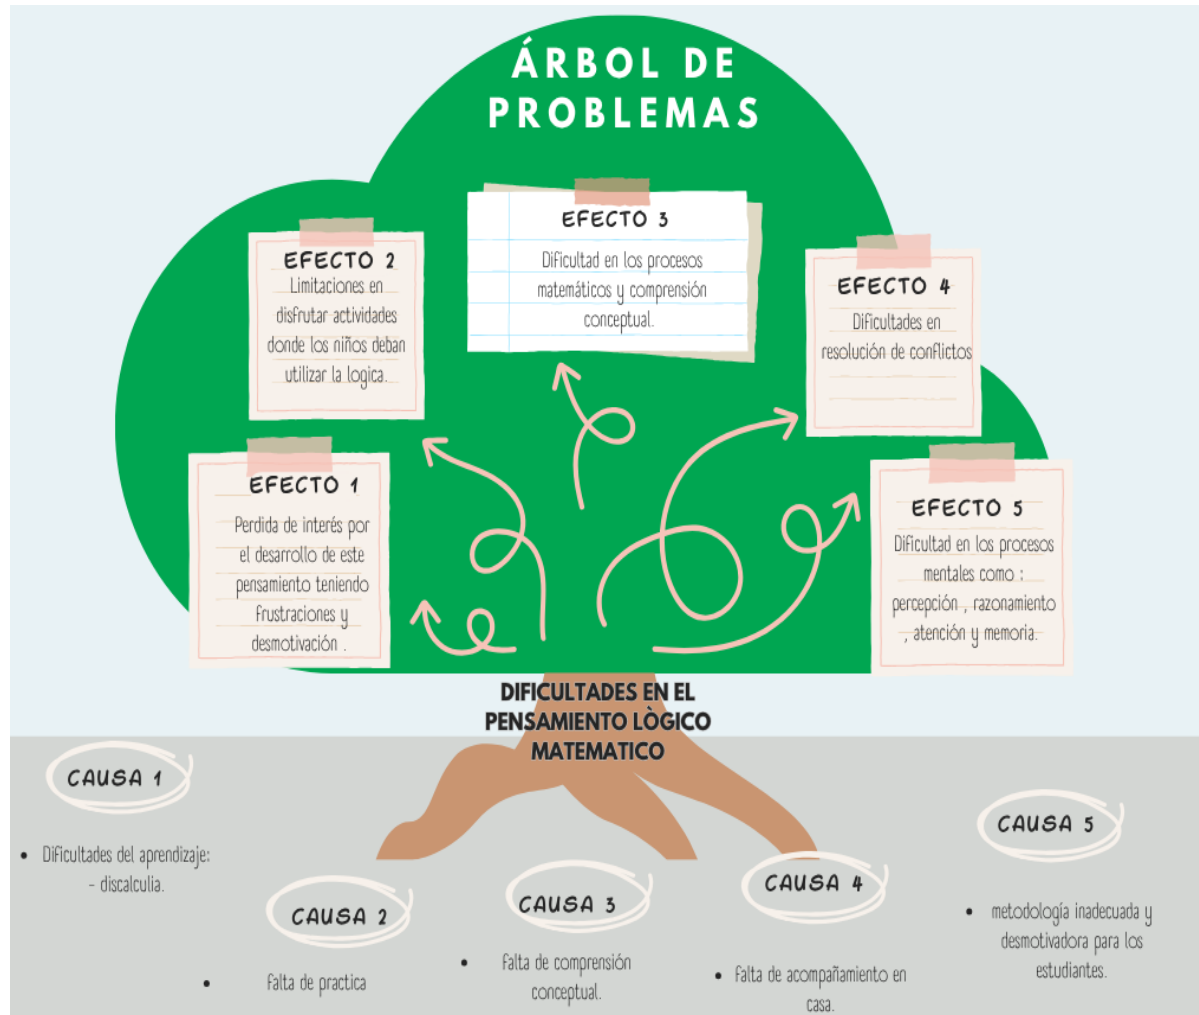 ÁRBOL DE
PROBLEMAS
EFECTO 3
Dificultad en los procesos
matemáticos y comprensión
conceptual.
EFECTO 2
Limitaciones en
disfrutar actividades
donde los niños deban
utilizar la logica.
EFECTO 4
Dificultades en
resolución de conflictos
EFECTO 1
Perdida de interés por
el desarrollo de este
pensamiento teniendo
frustraciones y
desmotivación .
EFECTO 5
Dificultad en los procesos
mentales como :
percepción , razonamiento
, atención y memoria.
DIFICULTADES EN EL
PENSAMIENTO LÒGICO
MATEMATICO
CAUSA 1
• Dificultades del aprendizaje:
- discalculia.
CAUSA 2
• falta de practica
CAUSA 3
• falta de comprensión
conceptual.
CAUSA 4
• falta de acompañamiento en
casa.
CAUSA 5
• metodología inadecuada y
desmotivadora para los
estudiantes.